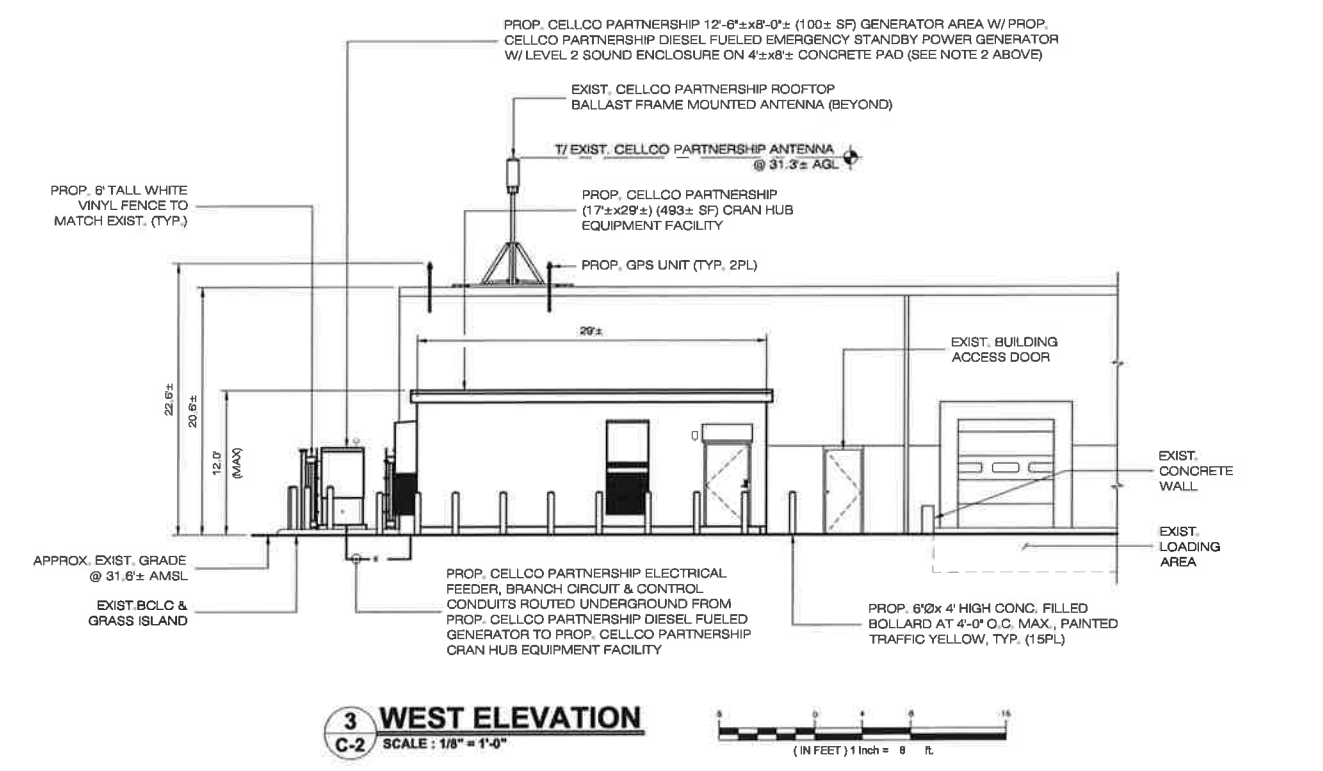 PROP. CELLCO PARTNERSHIP 12'-6"±x8'-0"± (100± SF) GENERATOR AREA W/ PROP.
CELLCO PARTNERSHIP DIESEL FUELED EMERGENCY STANDBY POWER GENERATOR
W/ LEVEL 2 SOUND ENCLOSURE ON 4'±x8'± CONCRETE PAD (SEE NOTE 2 ABOVE)
EXIST. CELLCO PARTNERSHIP ROOFTOP
BALLAST FRAME MOUNTED ANTENNA (BEYOND)
T/ EXIST. CELLCO PARTNERSHIP ANTENNA
@ 31.3'± AGL
PROP. 6' TALL WHITE
VINYL FENCE TO
MATCH EXIST. (TYP.)
PROP. CELLCO PARTNERSHIP
(17'±x29'±) (493± SF) CRAN HUB
EQUIPMENT FACILITY
PROP. GPS UNIT (TYP. 2PL)
29'±
EXIST. BUILDING
ACCESS DOOR
22.6'±
20.6'±
12.0'
(MAX)
EXIST.
CONCRETE
WALL
EXIST.
LOADING
AREA
APPROX. EXIST. GRADE
@ 31.6'± AMSL
EXIST.BCLC &
GRASS ISLAND
E
PROP. CELLCO PARTNERSHIP ELECTRICAL
FEEDER, BRANCH CIRCUIT & CONTROL
CONDUITS ROUTED UNDERGROUND FROM
PROP. CELLCO PARTNERSHIP DIESEL FUELED
GENERATOR TO PROP. CELLCO PARTNERSHIP
CRAN HUB EQUIPMENT FACILITY
PROP. 6"Øx 4' HIGH CONC. FILLED
BOLLARD AT 4'-0" O.C. MAX., PAINTED
TRAFFIC YELLOW, TYP. (15PL)
3
C-2
WEST ELEVATION
SCALE : 1/8" = 1'-0"
0 4 8 16
( IN FEET ) 1 Inch = 8 ft.